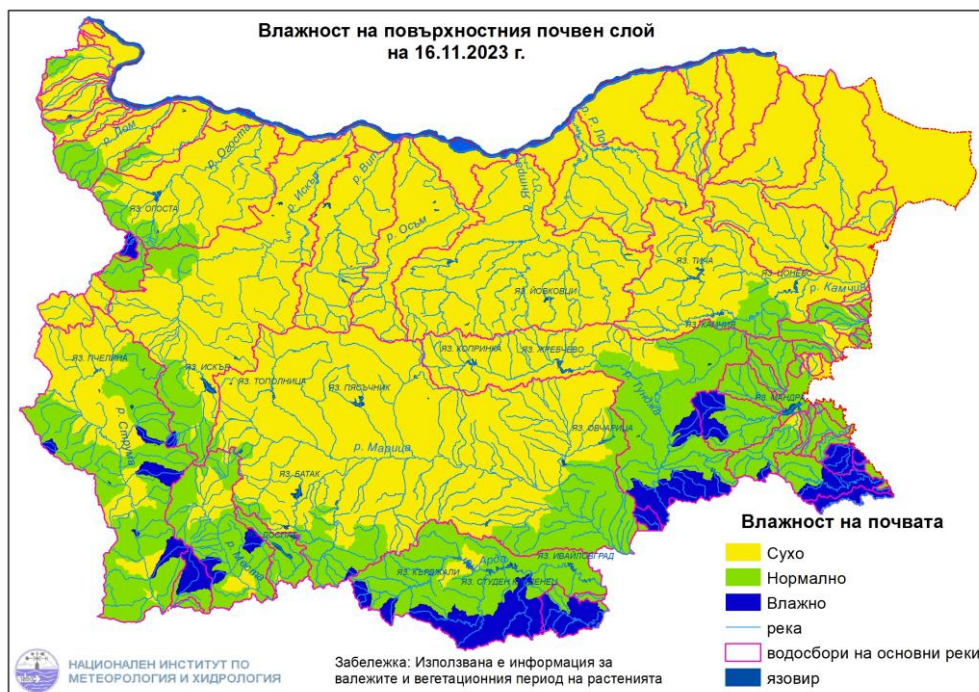 Влажност на повърхностния почвен слой
на 16.11.2023 г.
р. Лом
р. Огоста
р. Искър
р. Вит
р. Осъм
р. Янтра
р. Р. Лом
ЯЗ. ОГОСТА
ЯЗ. ТИЧА
ЯЗ. ЦОНЕВО
р. Камчия
ЯЗ. ЙОВКОВЦИ
ЯЗ. КАМЧИЯ
ЯЗ. ПЧЕЛИНА
ЯЗ. ИСКЪР
ЯЗ. ТОПОЛНИЦА
ЯЗ. ПЯСЪЧНИК
ЯЗ. КОПРИНКА
ЯЗ. ЖРЕБЧЕВО
р. Тунджа
ЯЗ. МАНДРА
р. Струма
р. Марица
ЯЗ. ОВЧАРИЦА
ЯЗ. БАТАК
ДОСПАТ
р. Места
р. Арда
ЯЗ. ИВАЙЛОВГРАД
ЯЗ. КЪРДЖАЛИ
ЯЗ. СТУДЕН КЛАДЕНЕЦ
Влажност на почвата
Сухо
Нормално
Влажно
река
водосбори на основни реки
язовир
НАЦИОНАЛЕН ИНСТИТУТ ПО
МЕТЕОРОЛОГИЯ И ХИДРОЛОГИЯ
Забележка: Използвана е информация за
валежите и вегетационния период на растенията